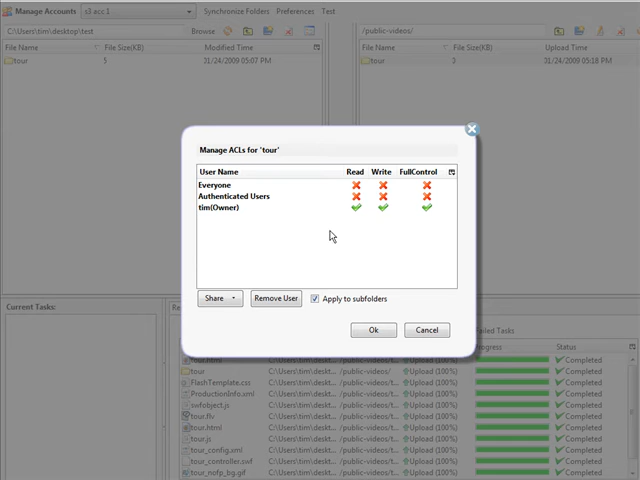 Manage Accounts s3 acc 1 Synchronize Folders Preferences Test
C:\Users\tim\desktop\test Browse /public-videos/
File Name File Size(KB) Modified Time File Name File Size(KB) Upload Time
tour 5 31/24/2009 05:07 PM tour 3 31/24/2009 05:18 PM
Manage ACLs for 'tour'
User Name Read Write FullControl
Everyone
Authenticated Users
tim(Owner)
Share Remove User Apply to subfolders
Ok Cancel
Current Tasks: Failed Tasks
Progress Status
tour.html C:\Users\tim\deskt... /public-videos/t... Upload (100%) Completed
tour C:\Users\tim\deskt... /public-videos/ Upload (100%) Completed
FlashTemplate.css C:\Users\tim\deskt... /public-videos/t... Upload (100%) Completed
ProductionInfo.xml C:\Users\tim\deskt... /public-videos/t... Upload (100%) Completed
swfobject.js C:\Users\tim\deskt... /public-videos/t... Upload (100%) Completed
tour.flv C:\Users\tim\deskt... /public-videos/t... Upload (100%) Completed
tour.html C:\Users\tim\deskt... /public-videos/t... Upload (100%) Completed
tour.js C:\Users\tim\deskt... /public-videos/t... Upload (100%) Completed
tour_config.xml C:\Users\tim\deskt... /public-videos/t... Upload (100%) Completed
tour_controller.swf C:\Users\tim\deskt... /public-videos/t... Upload (100%) Completed
tour_nofp_bg.gif C:\Users\tim\deskt... /public-videos/t... Upload (100%) Completed